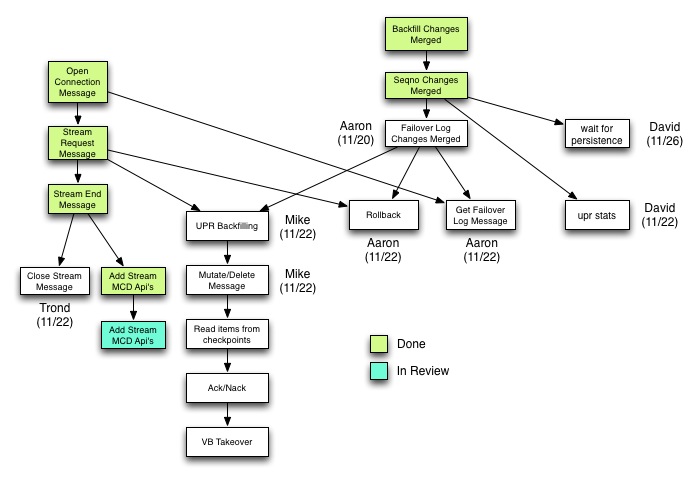 Backfill Changes
Merged
Open
Connection
Message
Seqno Changes
Merged
Aaron
(11/20)
Failover Log
Changes Merged
wait for
persistence
David
(11/26)
Stream
Request
Message
Stream End
Message
UPR Backfilling
Mike
(11/22)
Rollback
Aaron
(11/22)
Get Failover
Log Message
Aaron
(11/22)
upr stats
David
(11/22)
Close Stream
Message
Trond
(11/22)
Add Stream
MCD Api's
Mutate/Delete
Message
Mike
(11/22)
Add Stream
MCD Api's
Read items from
checkpoints
Done
In Review
Ack/Nack
VB Takeover